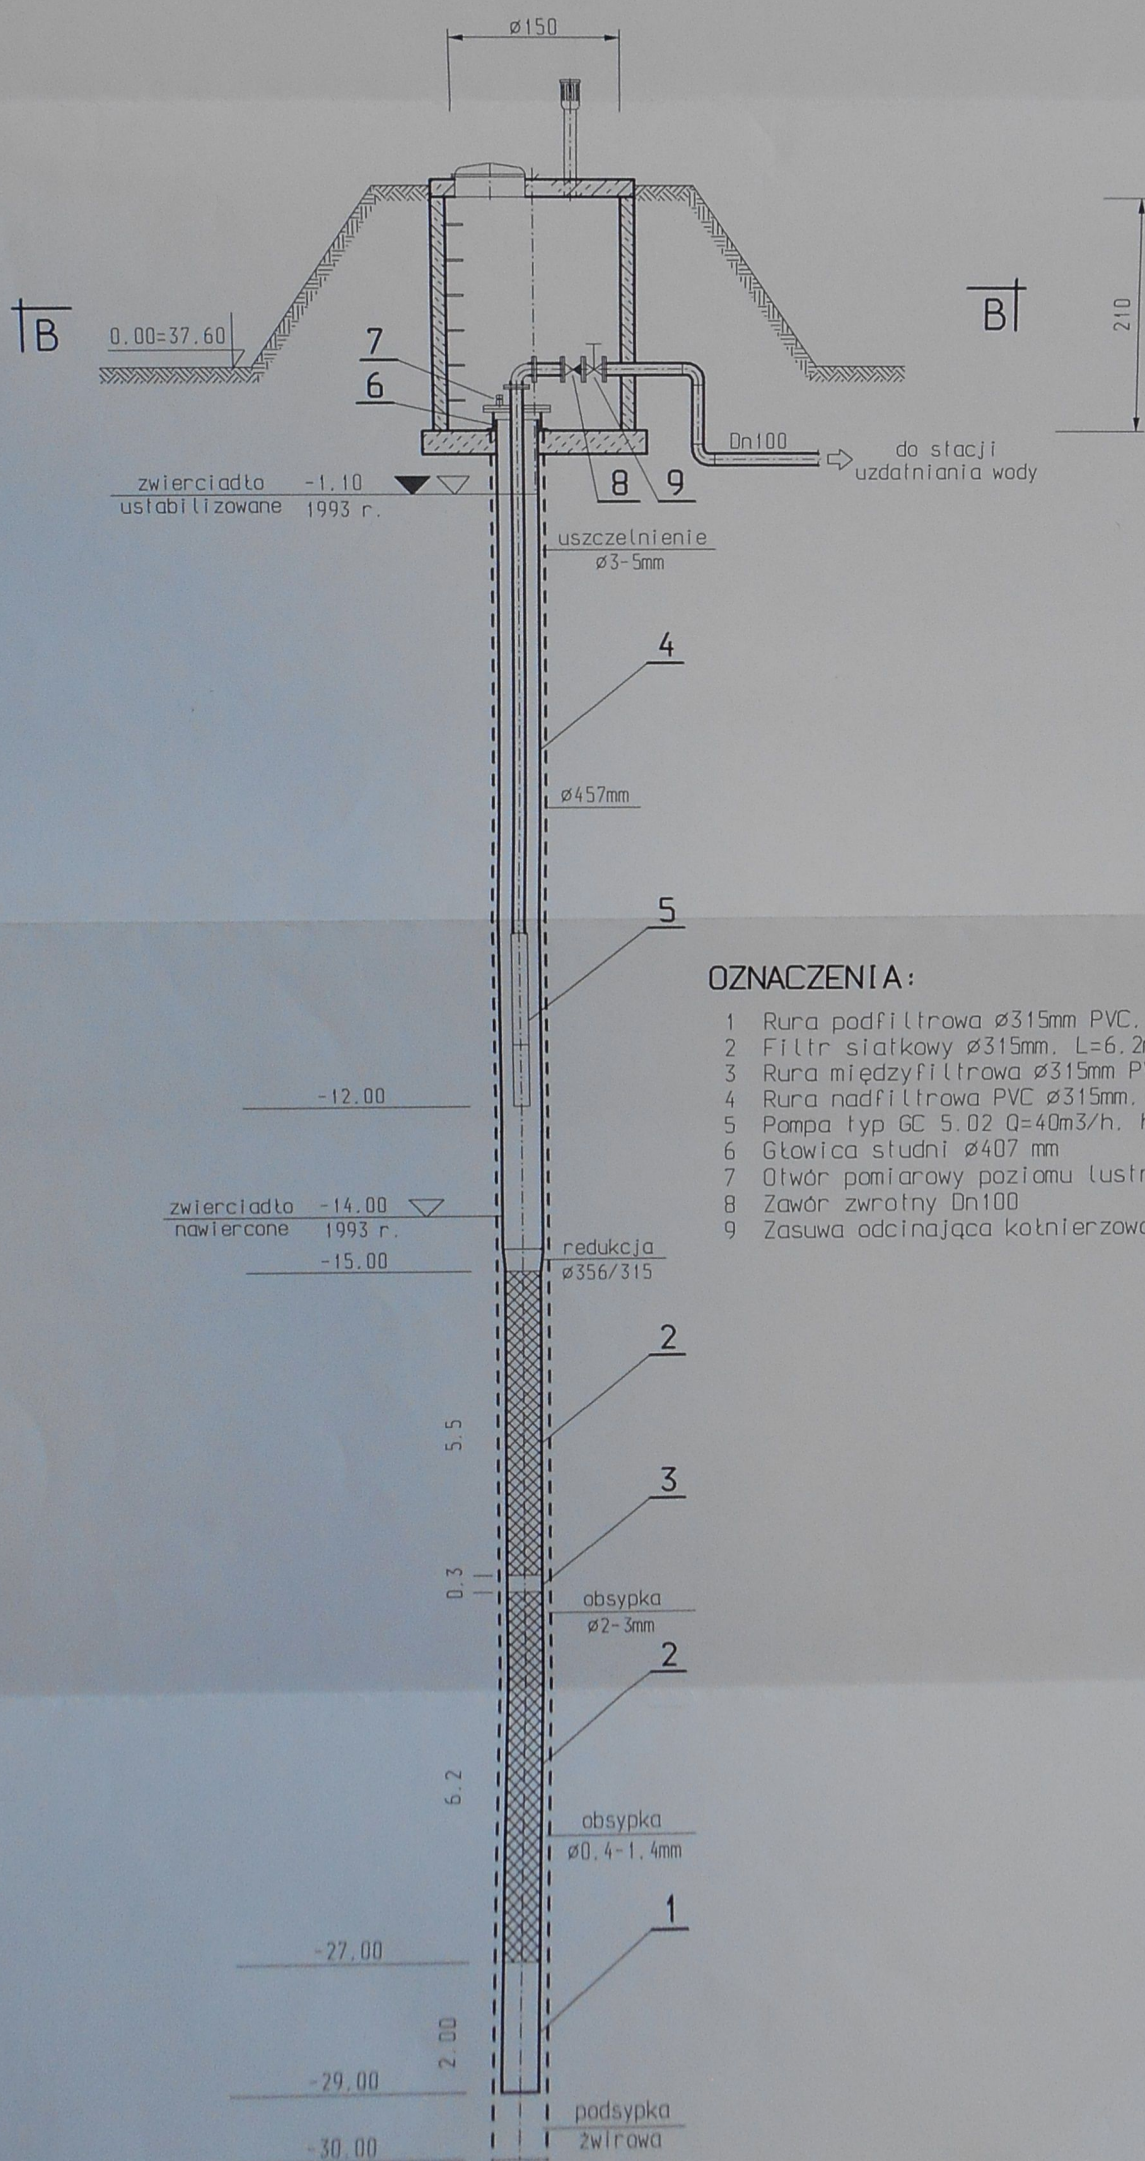 ø150
B
B
0.00=37.60
210
7
6
Dn100
do stacji
uzdatniania wody
8
9
zwierciadło -1.10
ustabilizowane 1993 r.
uszczelnienie
ø3-5mm
4
ø457mm
5
OZNACZENIA:
1 Rura podfiltrowa ø315mm PVC.
2 Filtr siatkowy ø315mm. L=6.2
3 Rura międzyfiltrowa ø315mm
4 Rura nadfiltrowa PVC ø315mm.
5 Pompa typ GC 5.02 Q=40m3/h.
6 Głowica studni ø407 mm
7 Otwór pomiarowy poziomu lustr
8 Zawór zwrotny Dn100
9 Zasuwa odcinająca kołnierzowa
-12.00
zwierciadło -14.00
nawiercone 1993 r.
-15.00
redukcja
ø356/315
2
5.5
3
0.3
obsypka
ø2-3mm
2
6.2
obsypka
ø0.4-1.4mm
1
-27.00
2.00
-29.00
podsypka
żwirowa
-30.00